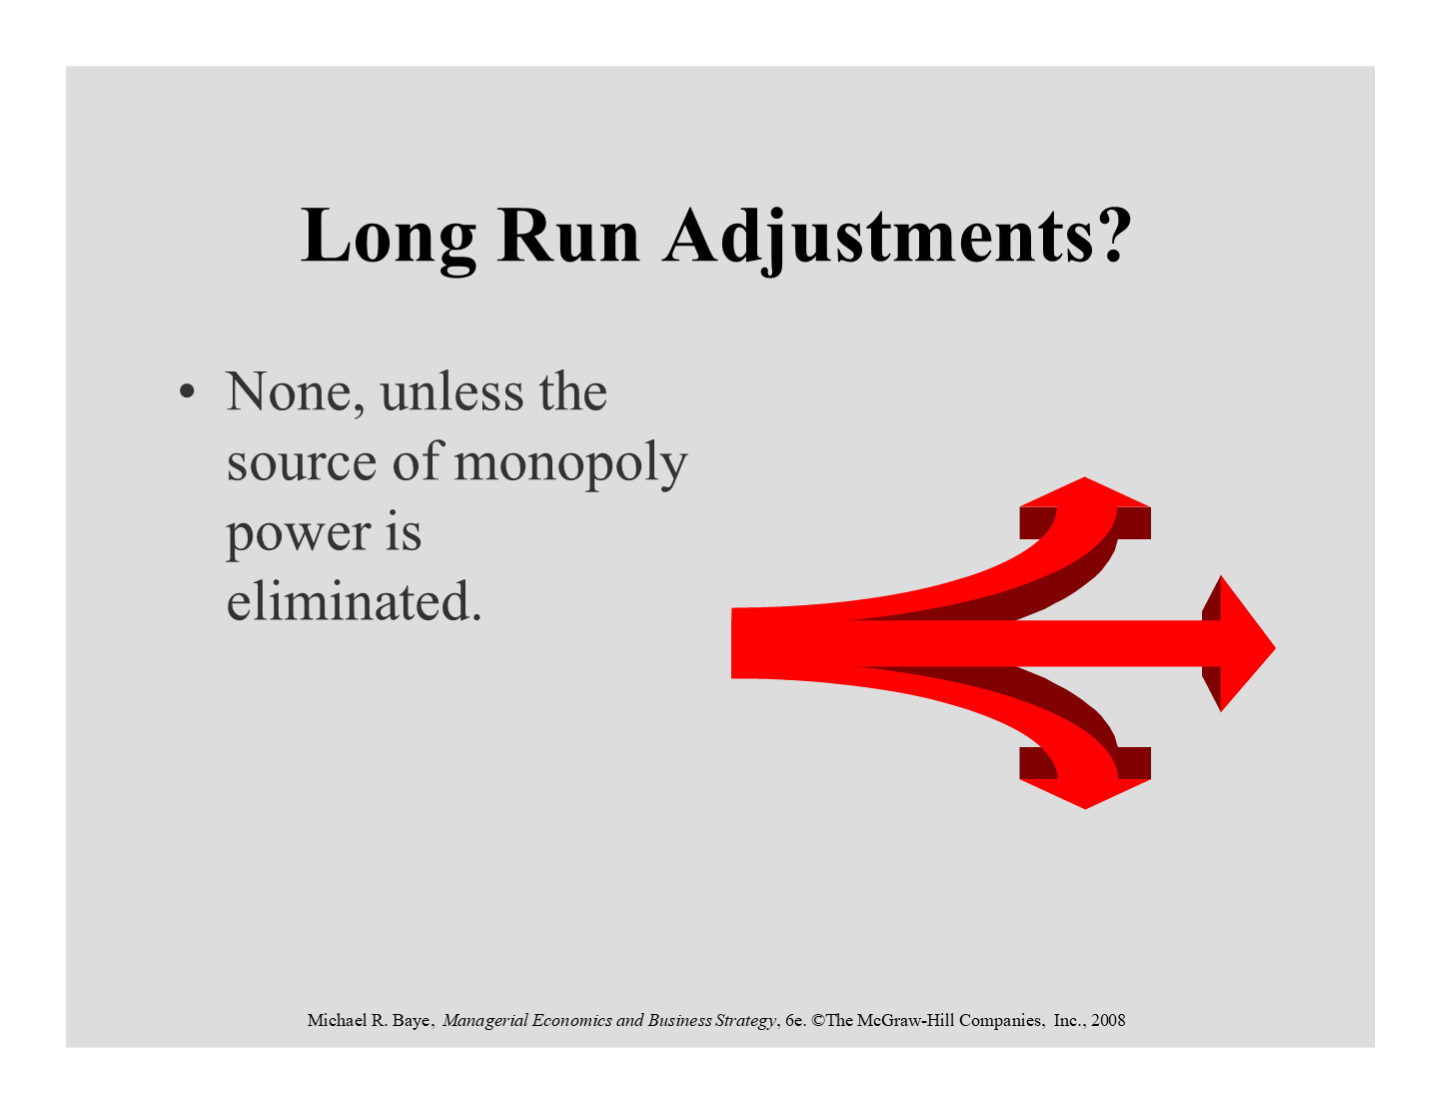 Long Run Adjustments?
• None, unless the
source of monopoly
power is
eliminated.
Michael R. Baye, Managerial Economics and Business Strategy, 6e. ©The McGraw-Hill Companies, Inc., 2008